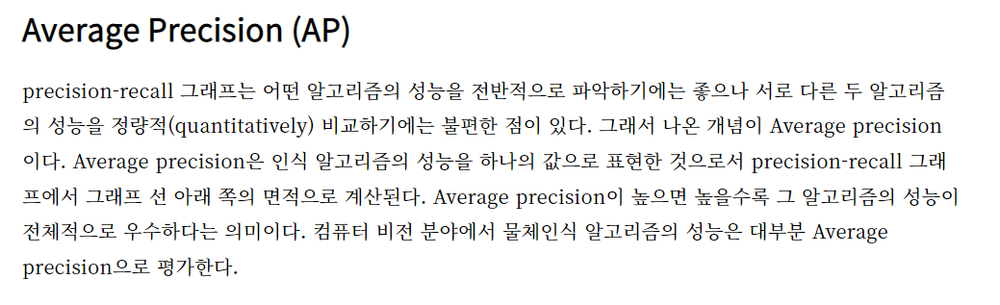 Average Precision (AP)
precision-recall 그래프는 어떤 알고리즘의 성능을 전반적으로 파악하기에는 좋으나 서로 다른 두 알고리즘
의 성능을 정량적(quantitatively) 비교하기에는 불편한 점이 있다. 그래서 나온 개념이 Average precision
이다. Average precision은 인식 알고리즘의 성능을 하나의 값으로 표현한 것으로서 precision-recall 그래
프에서 그래프 선 아래 쪽의 면적으로 계산된다. Average precision이 높으면 높을수록 그 알고리즘의 성능이
전체적으로 우수하다는 의미이다. 컴퓨터 비전 분야에서 물체인식 알고리즘의 성능은 대부분 Average
precision으로 평가한다.